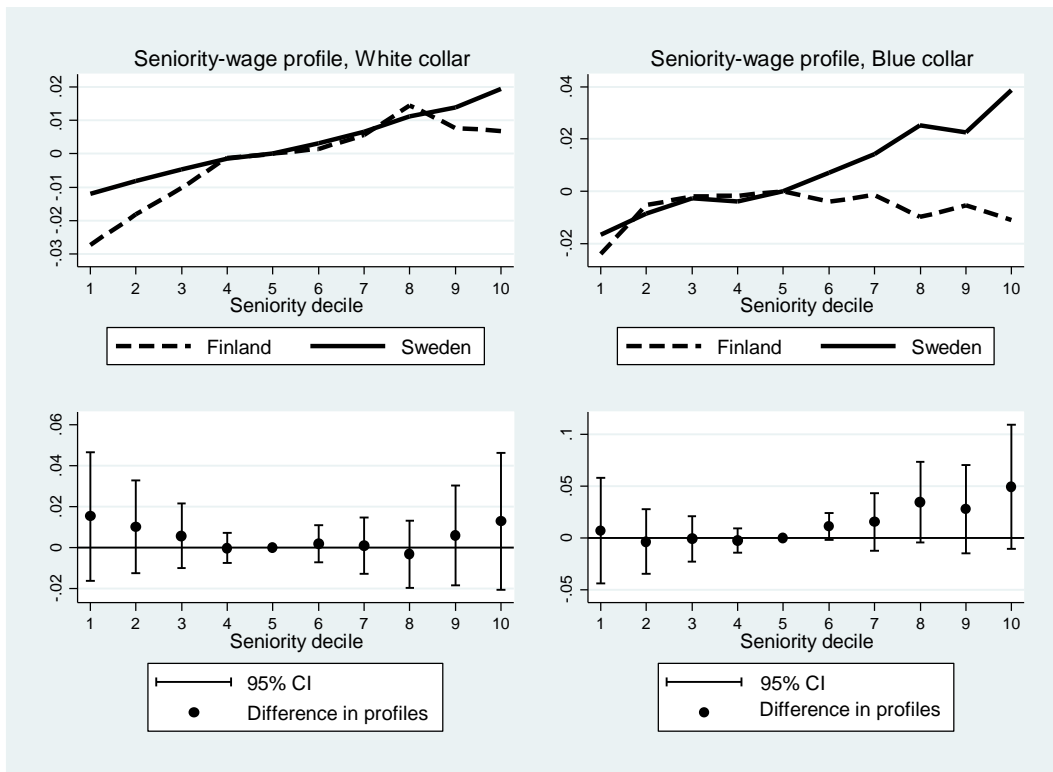 Seniority-wage profile, White collar
.02
.01
0
-.01
-.02
-.03
1 2 3 4 5 6 7 8 9 10
Seniority decile
Finland Sweden
Seniority-wage profile, Blue collar
.04
.02
0
-.02
1 2 3 4 5 6 7 8 9 10
Seniority decile
Finland Sweden
.06
.04
.02
0
-.02
1 2 3 4 5 6 7 8 9 10
Seniority decile
95% CI
Difference in profiles
.1
.05
0
-.05
1 2 3 4 5 6 7 8 9 10
Seniority decile
95% CI
Difference in profiles